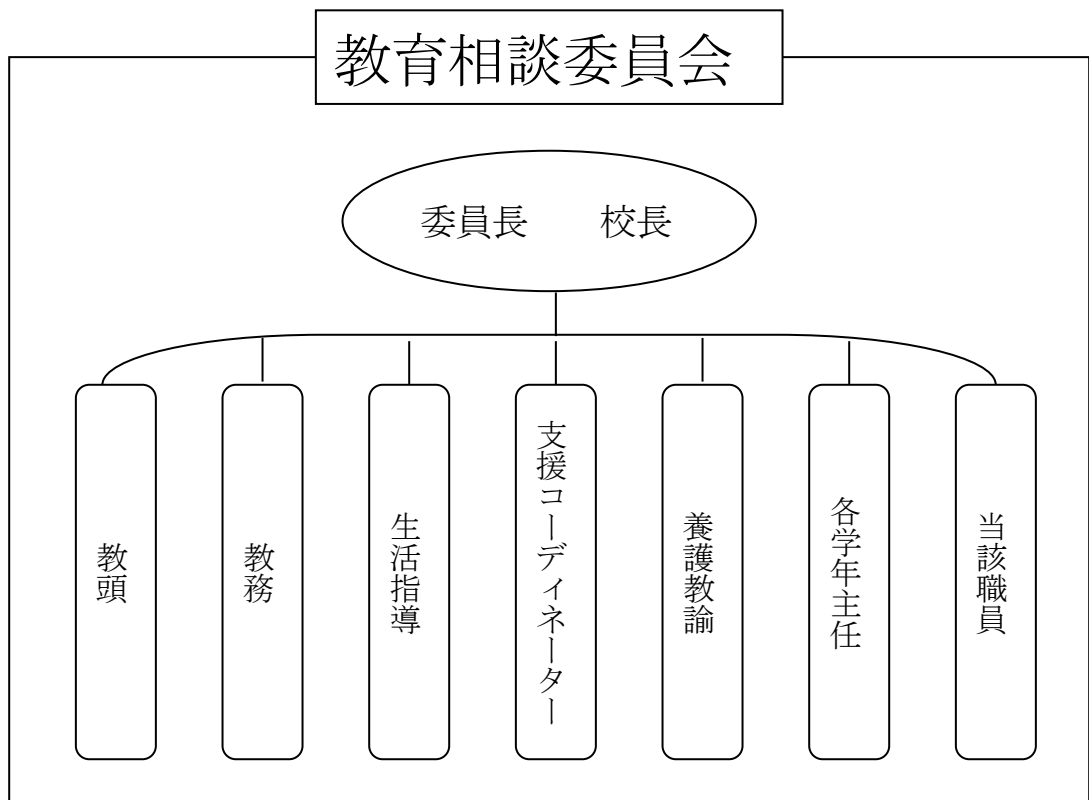 教育相談委員会
委員長　　校長
教頭
教務
生活指導
支援コーディネーター
養護教諭
各学年主任
当該職員